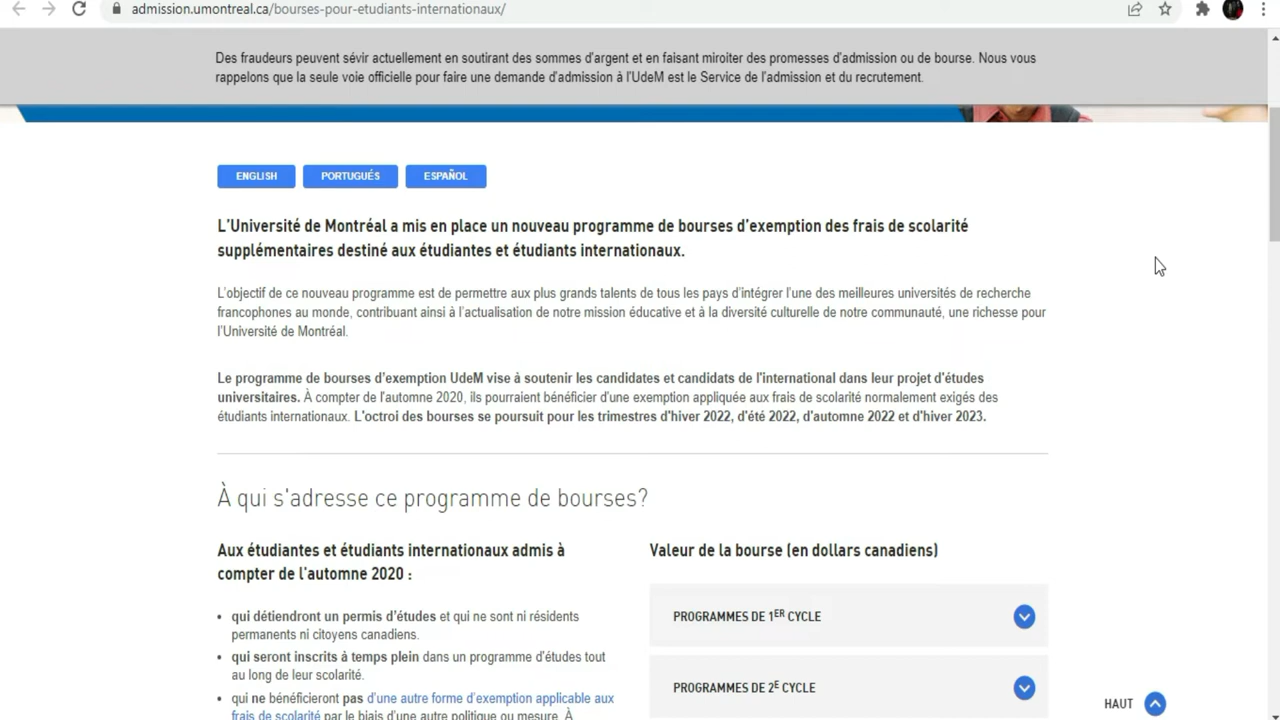 admission.umontreal.ca/bourses-pour-etudiants-internationaux/
Des fraudeurs peuvent sévir actuellement en soutirant des sommes d'argent et en faisant miroiter des promesses d'admission ou de bourse. Nous vous
rappelons que la seule voie officielle pour faire une demande d'admission à l'UdeM est le Service de l'admission et du recrutement.
ENGLISH PORTUGUÉS ESPAÑOL
L'Université de Montréal a mis en place un nouveau programme de bourses d'exemption des frais de scolarité
supplémentaires destiné aux étudiantes et étudiants internationaux.
L'objectif de ce nouveau programme est de permettre aux plus grands talents de tous les pays d'intégrer l'une des meilleures universités de recherche
francophones au monde, contribuant ainsi à l'actualisation de notre mission éducative et à la diversité culturelle de notre communauté, une richesse pour
l'Université de Montréal.
Le programme de bourses d'exemption UdeM vise à soutenir les candidates et candidats de l'international dans leur projet d'études
universitaires. À compter de l'automne 2020, ils pourraient bénéficier d'une exemption appliquée aux frais de scolarité normalement exigés des
étudiants internationaux. L'octroi des bourses se poursuit pour les trimestres d'hiver 2022, d'été 2022, d'automne 2022 et d'hiver 2023.
À qui s'adresse ce programme de bourses?
Aux étudiantes et étudiants internationaux admis à
compter de l'automne 2020 :
• qui détiendront un permis d'études et qui ne sont ni résidents
permanents ni citoyens canadiens.
• qui seront inscrits à temps plein dans un programme d'études tout
au long de leur scolarité.
• qui ne bénéficieront pas d'une autre forme d'exemption applicable aux
frais de scolarité par le biais d'une autre politique ou mesure. À
Valeur de la bourse (en dollars canadiens)
PROGRAMMES DE 1ER CYCLE
PROGRAMMES DE 2E CYCLE
HAUT